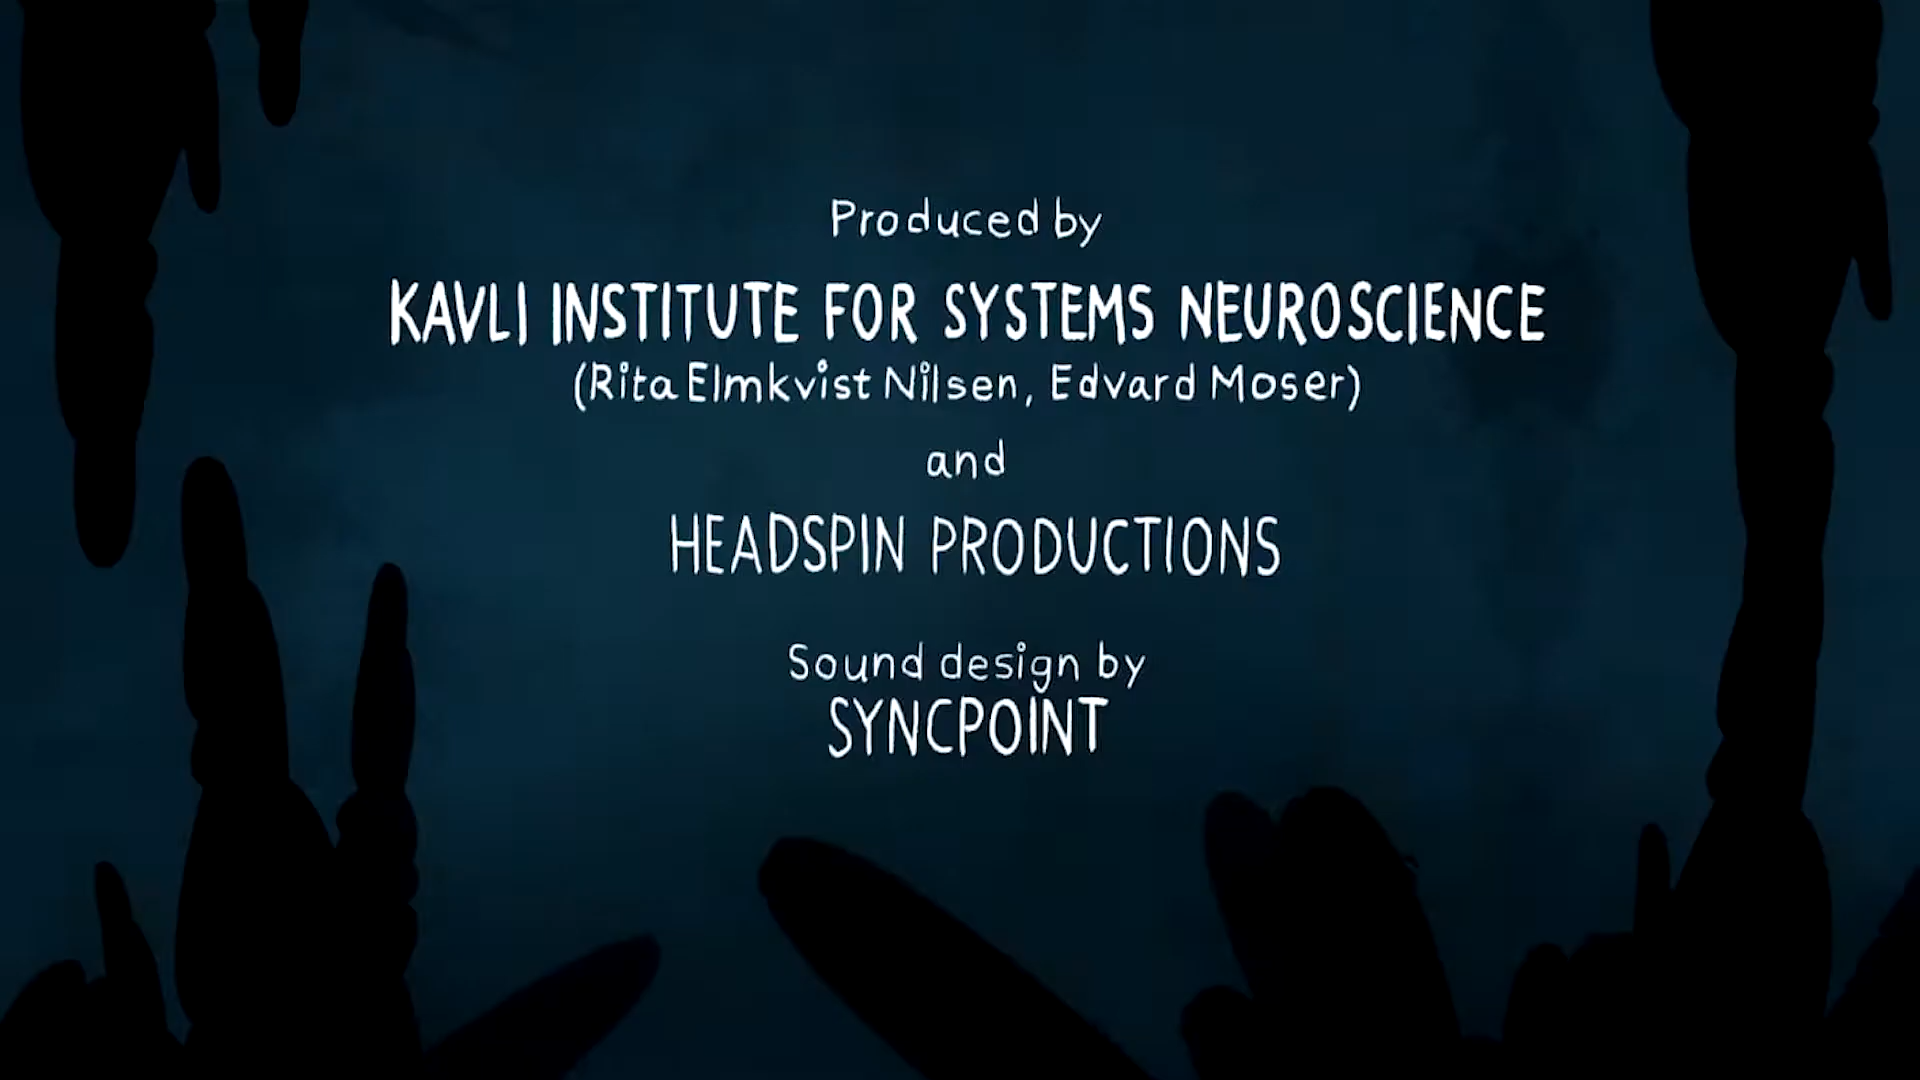 Produced by
KAVLI INSTITUTE FOR SYSTEMS NEUROSCIENCE
(Rita Elmkvist Nilsen, Edvard Moser)
and
HEADSPIN PRODUCTIONS
Sound design by
SYNCPOINT